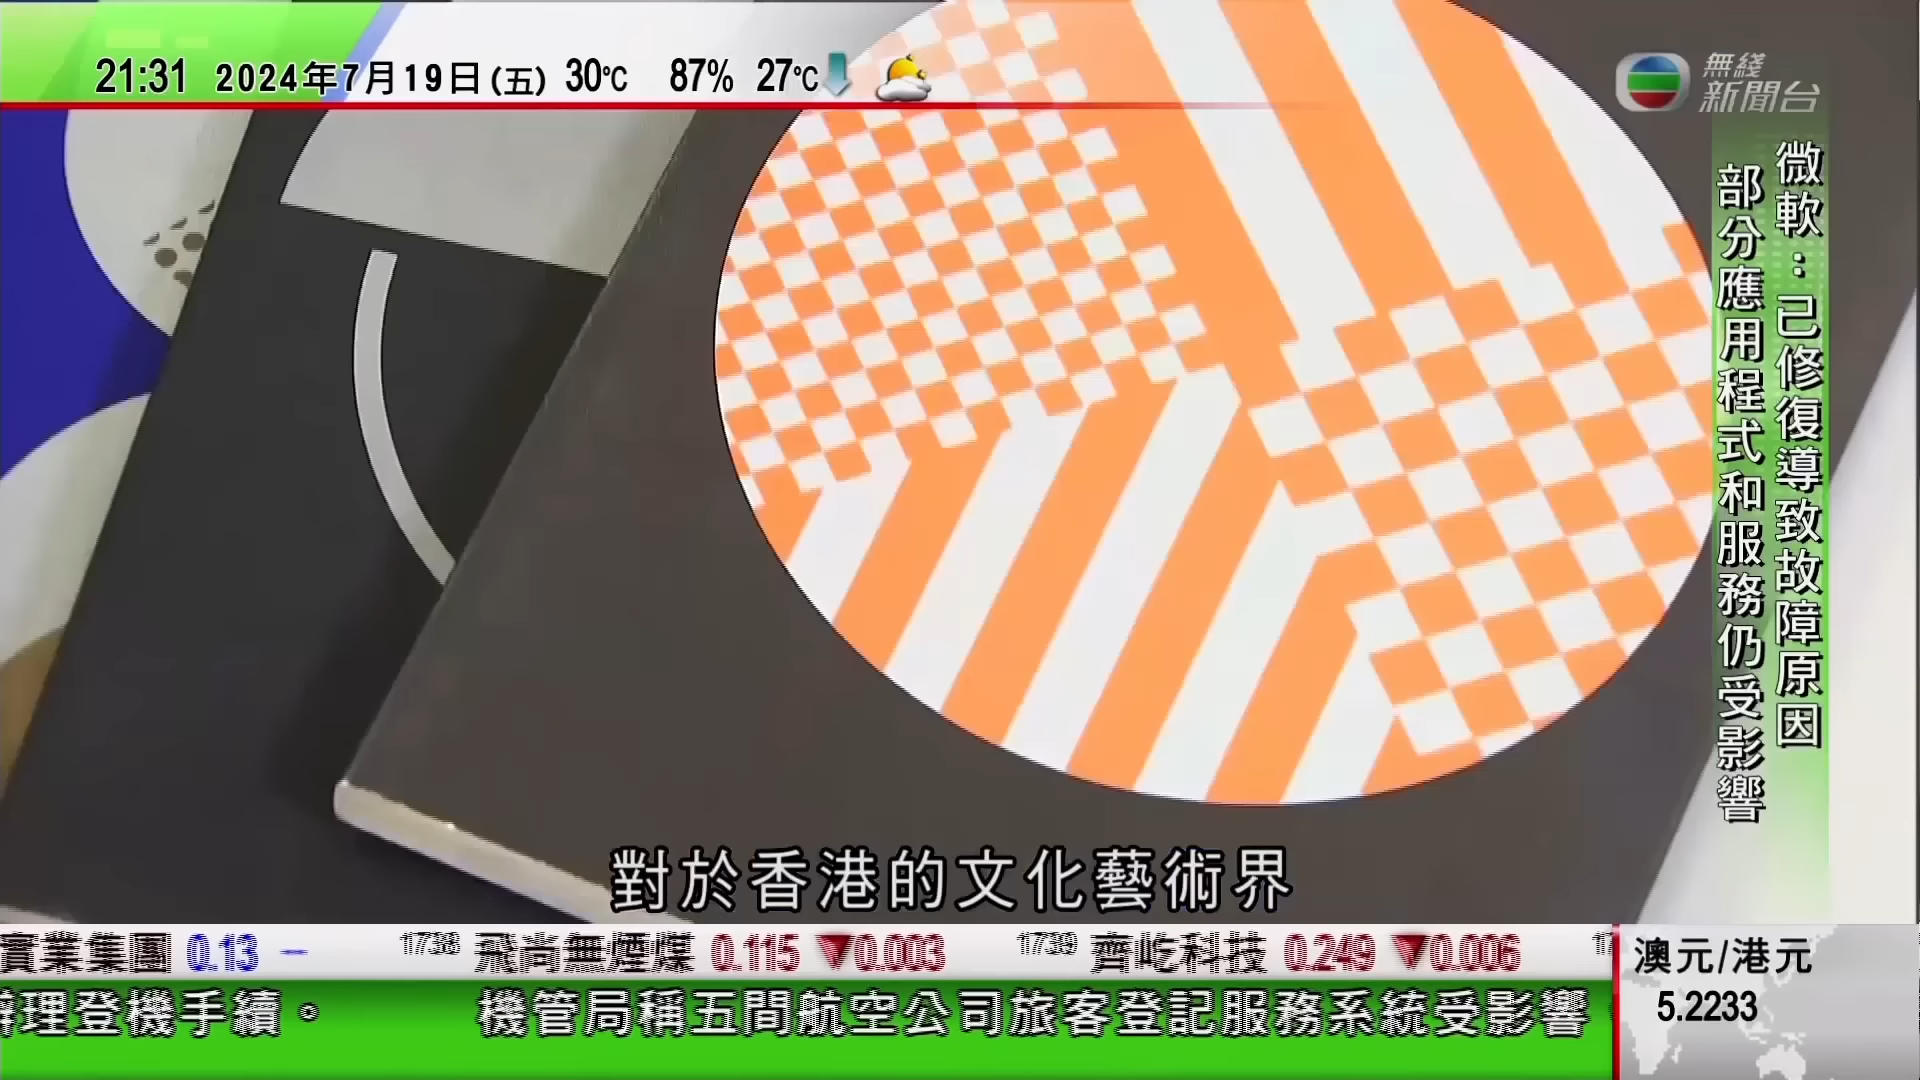 21:31 2024年7月19日(五) 30℃ 87% 27℃
無綫
新聞台
微軟：已修復導致故障原因
部分應用程式和服務仍受影響
對於香港的文化藝術界
實業集團 0.13 － 1738 飛尚無煙煤 0.115 ▼0.003 1739 齊屹科技 0.249 ▼0.006
澳元/港元
5.2233
辦理登機手續。 機管局稱五間航空公司旅客登記服務系統受影響